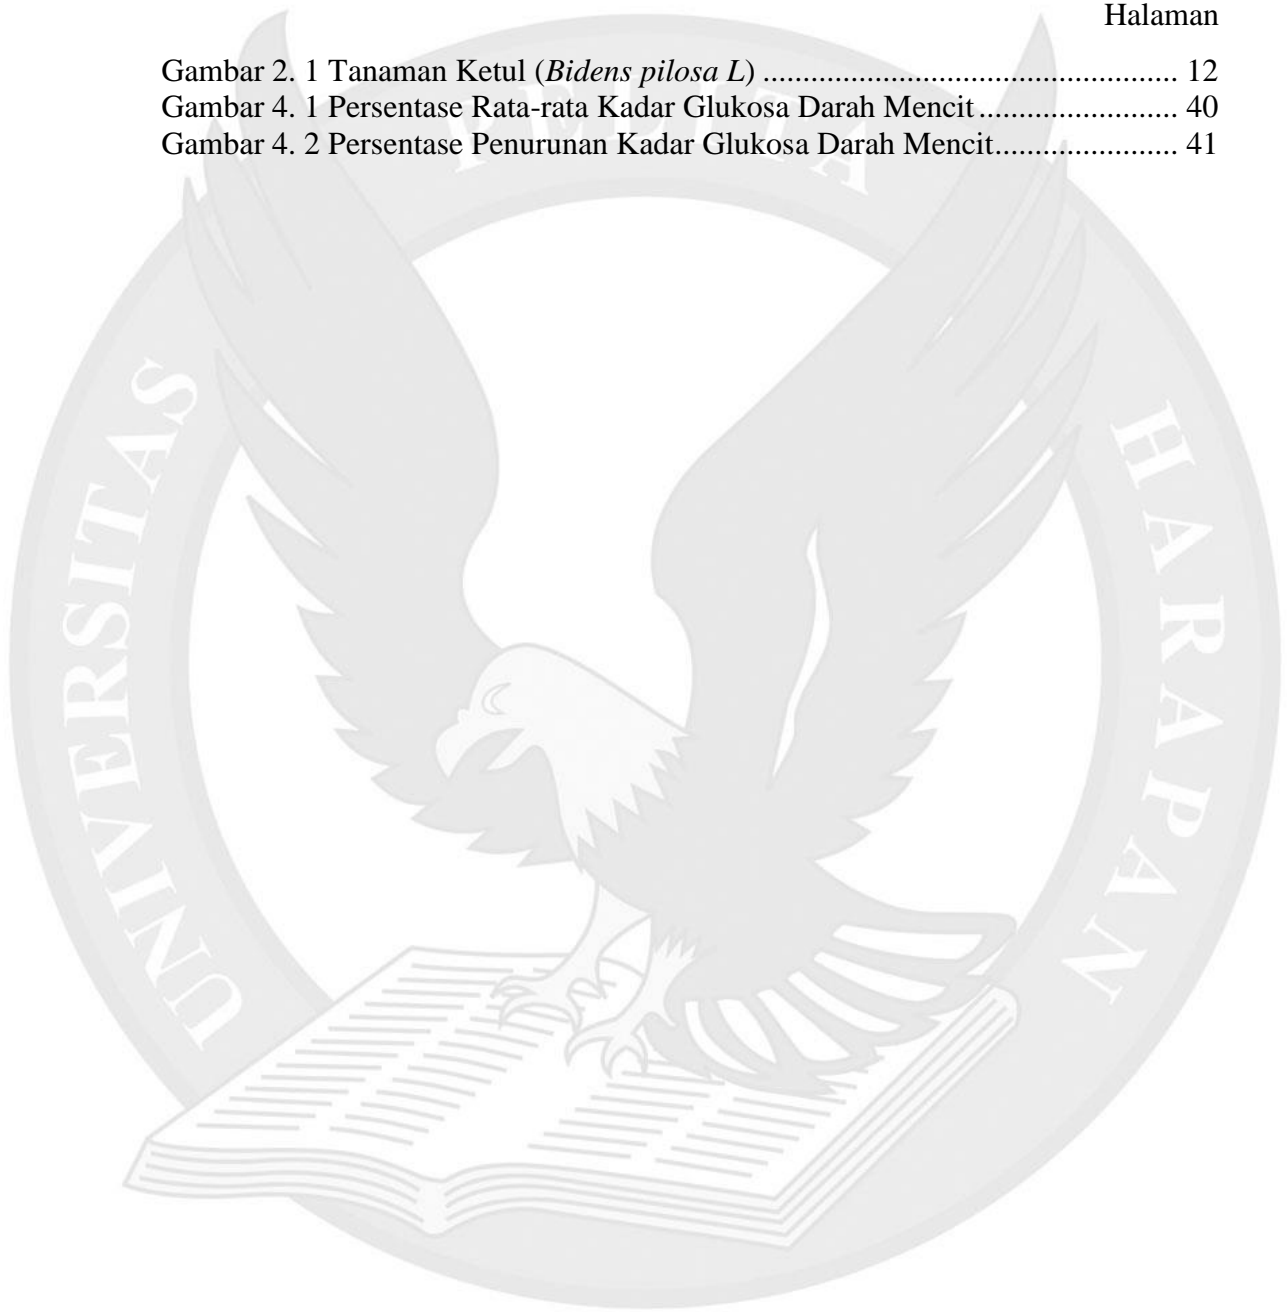 Halaman
Gambar 2. 1 Tanaman Ketul (Bidens pilosa L) .................................................... 12
Gambar 4. 1 Persentase Rata-rata Kadar Glukosa Darah Mencit ......................... 40
Gambar 4. 2 Persentase Penurunan Kadar Glukosa Darah Mencit....................... 41
UNIVERSITAS PELITA HARAPAN